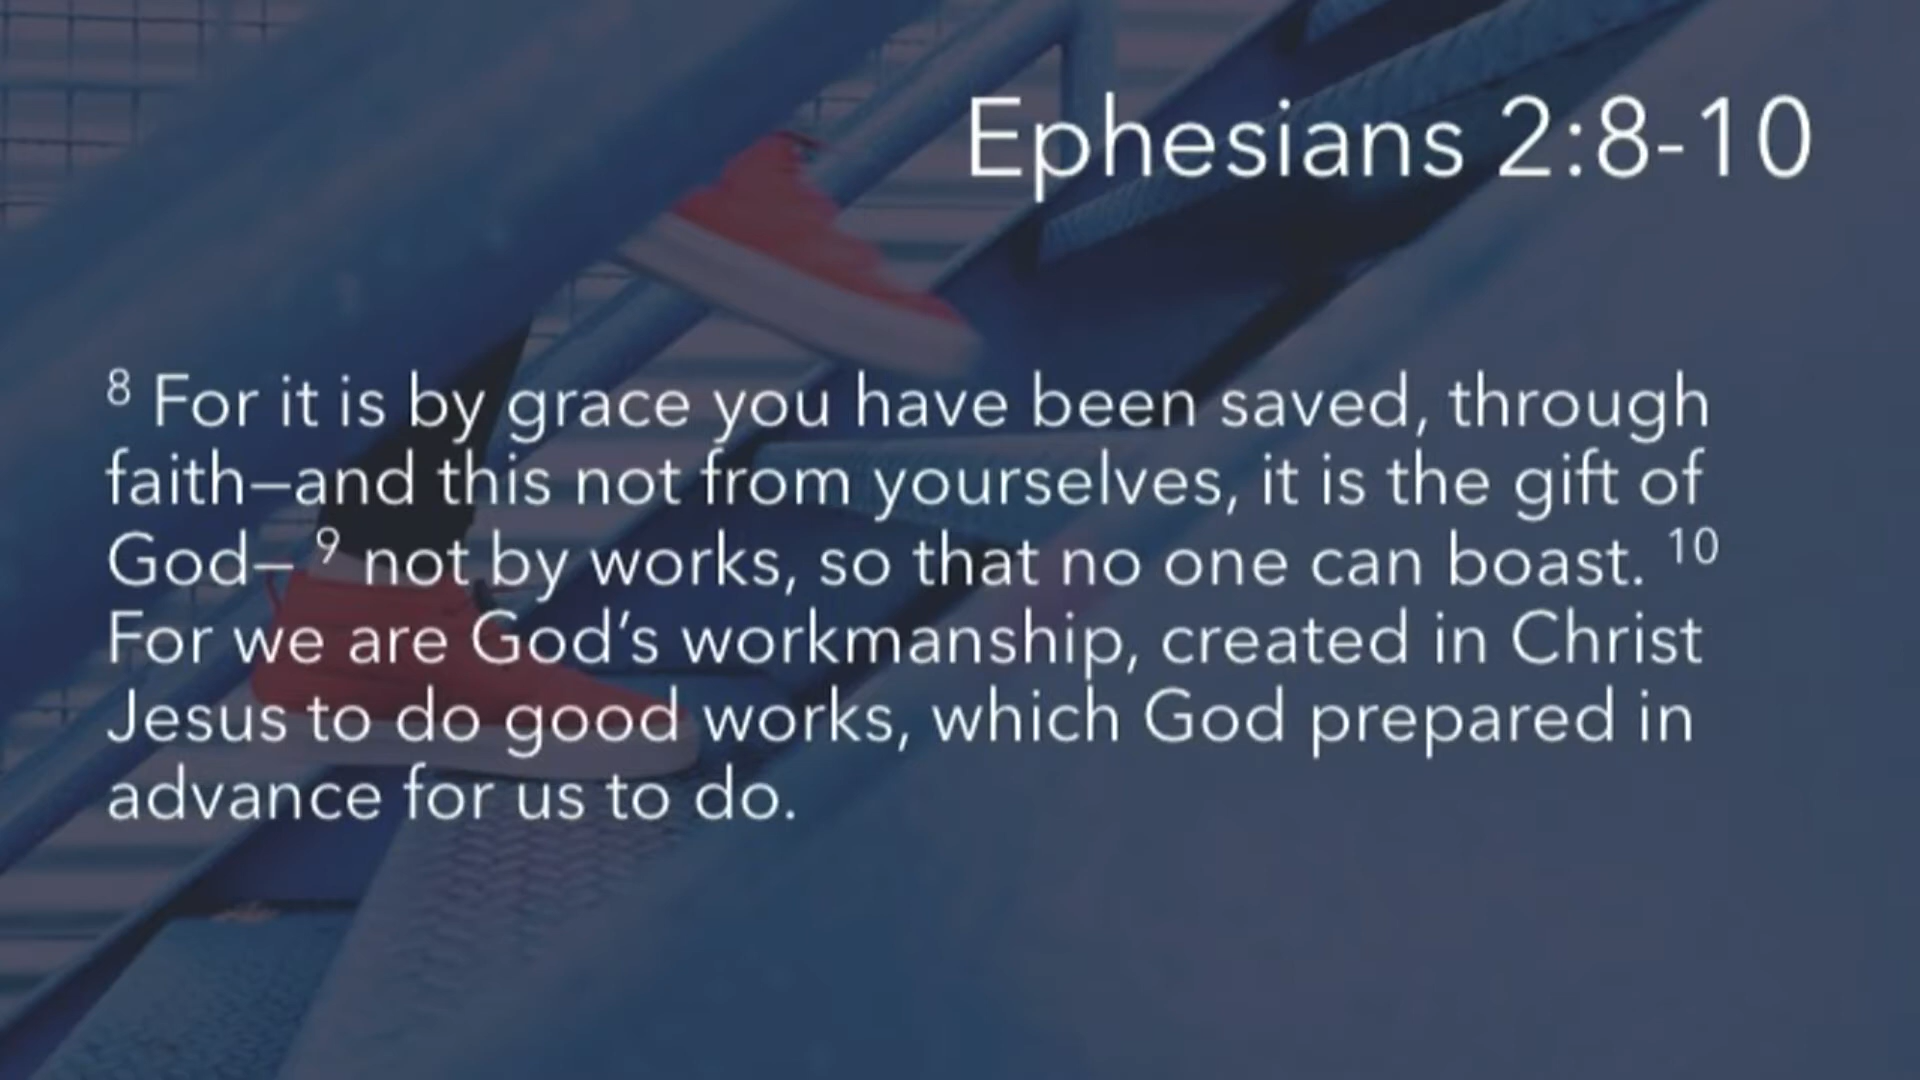 Ephesians 2:8-10
⁸ For it is by grace you have been saved, through
faith—and this not from yourselves, it is the gift of
God— ⁹ not by works, so that no one can boast. ¹⁰
For we are God’s workmanship, created in Christ
Jesus to do good works, which God prepared in
advance for us to do.